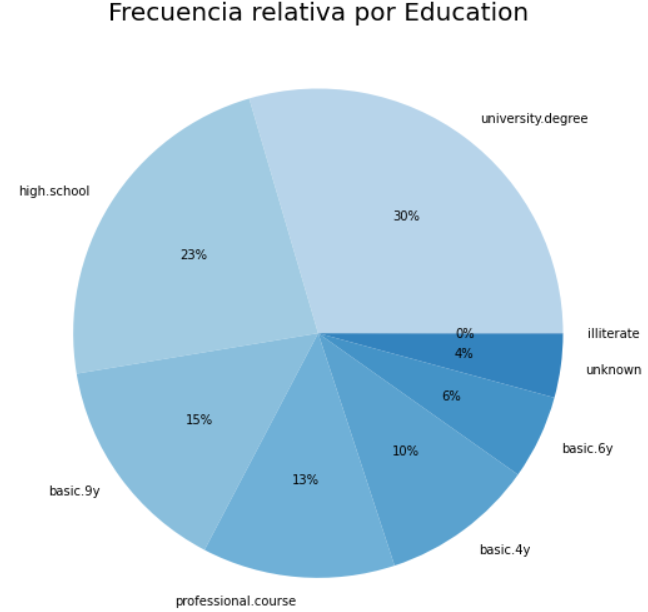 Frecuencia relativa por Education
university.degree
30%
high.school
23%
0%
illiterate
4%
unknown
6%
basic.6y
15%
basic.9y
13%
10%
basic.4y
professional.course